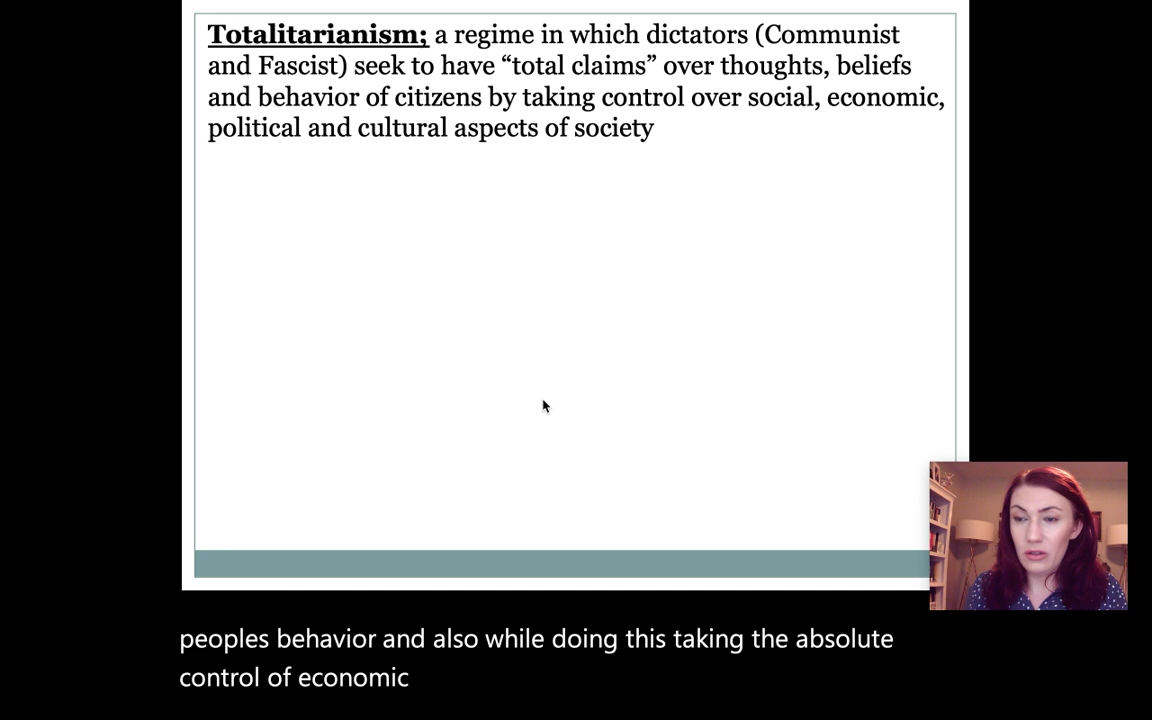 Totalitarianism; a regime in which dictators (Communist
and Fascist) seek to have “total claims” over thoughts, beliefs
and behavior of citizens by taking control over social, economic,
political and cultural aspects of society
peoples behavior and also while doing this taking the absolute
control of economic